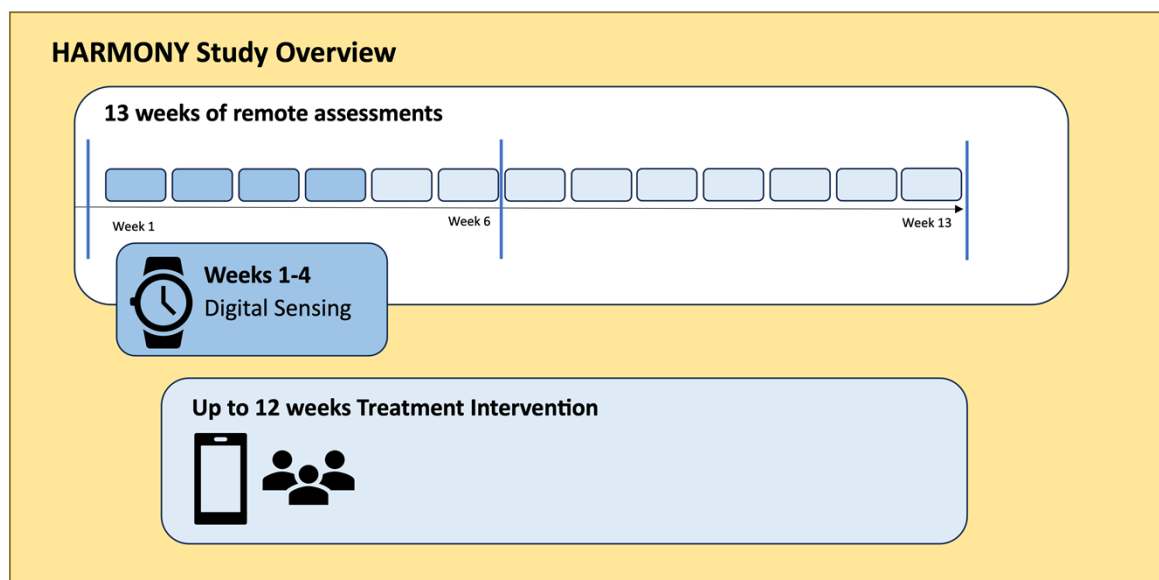 HARMONY Study Overview
13 weeks of remote assessments
Week 1
Week 6
Week 13
Weeks 1-4
Digital Sensing
Up to 12 weeks Treatment Intervention